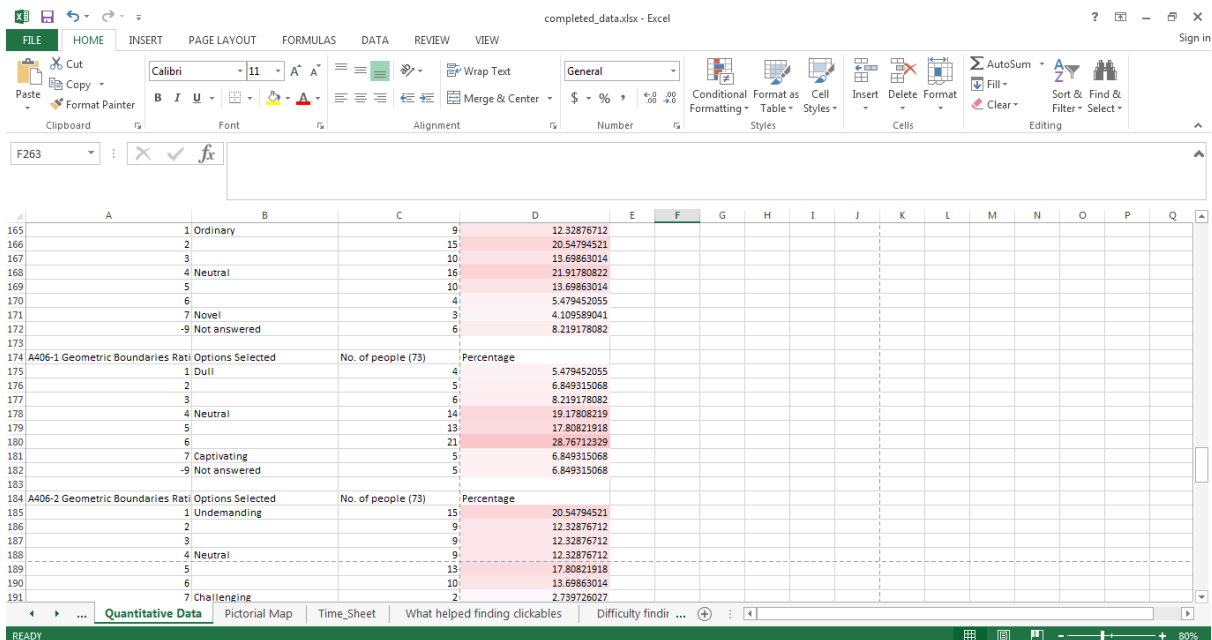 completed_data.xlsx - Excel
Sign in
FILE HOME INSERT PAGE LAYOUT FORMULAS DATA REVIEW VIEW
Cut
Copy
Format Painter
Paste
Clipboard
Calibri 11
B I U
Font
Wrap Text
Merge & Center
Alignment
General
$ % ,
Number
Conditional Formatting
Format as Table
Cell Styles
Styles
Insert Delete Format
Cells
AutoSum
Fill
Clear
Sort & Filter
Find & Select
Editing
F263
fx
A B C D E F G H I J K L M N O P Q
165 1 Ordinary 9 12.32876712
166 2 15 20.54794521
167 3 10 13.69863014
168 4 Neutral 16 21.91780822
169 5 10 13.69863014
170 6 4 5.479452055
171 7 Novel 3 4.109589041
172 -9 Not answered 6 8.219178082
173
174 A406-1 Geometric Boundaries Rati Options Selected No. of people (73) Percentage
175 1 Dull 4 5.479452055
176 2 5 6.849315068
177 3 6 8.219178082
178 4 Neutral 14 19.17808219
179 5 13 17.80821918
180 6 21 28.76712329
181 7 Captivating 5 6.849315068
182 -9 Not answered 5 6.849315068
183
184 A406-2 Geometric Boundaries Rati Options Selected No. of people (73) Percentage
185 1 Undemanding 15 20.54794521
186 2 9 12.32876712
187 3 9 12.32876712
188 4 Neutral 9 12.32876712
189 5 13 17.80821918
190 6 10 13.69863014
191 7 Challenging 2 2.739726027
... Quantitative Data Pictorial Map Time_Sheet What helped finding clickables Difficulty findir ...
READY 80%